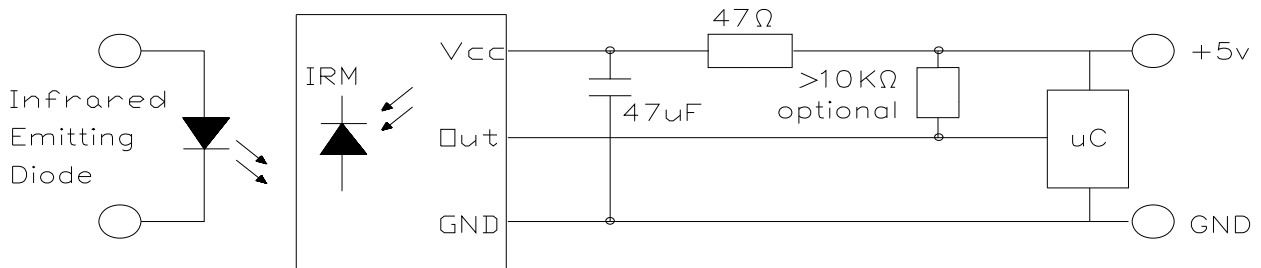 47Ω
Vcc
+5v
IRM
>10KΩ
optional
Infrared
Emitting
Diode
47uF
Out
uC
GND
GND